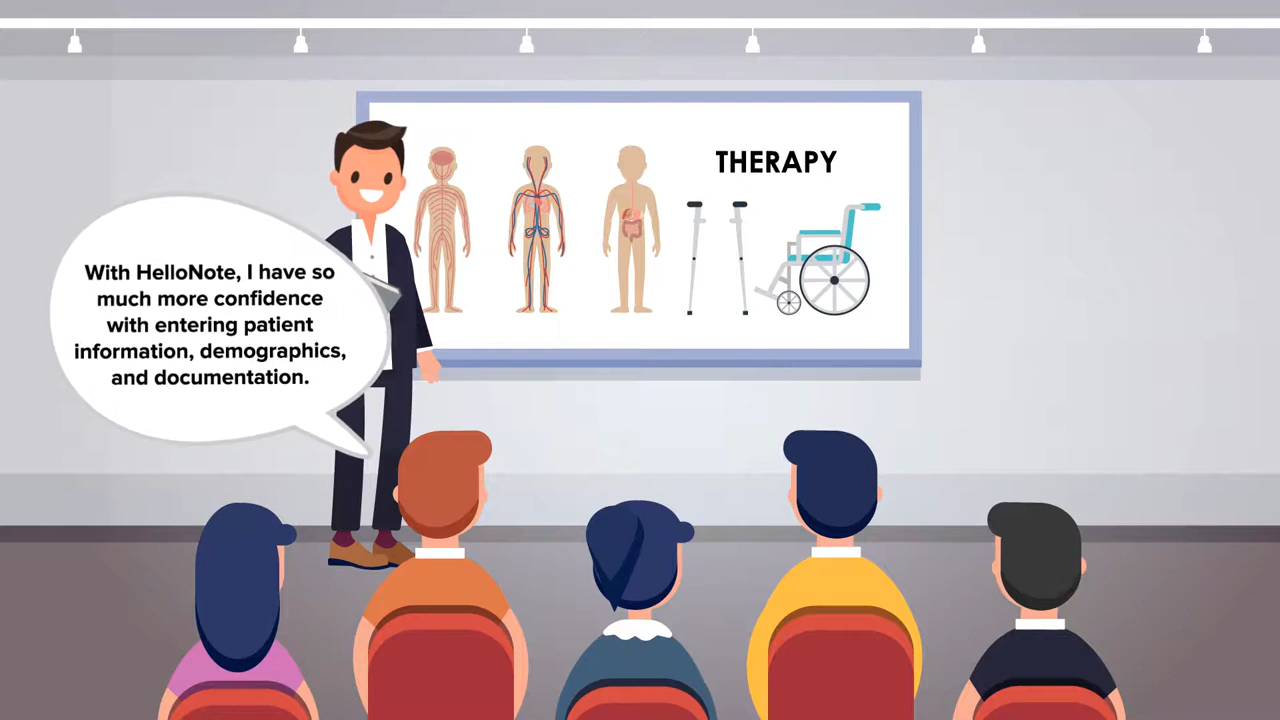 THERAPY
With HelloNote, I have so
much more confidence
with entering patient
information, demographics,
and documentation.